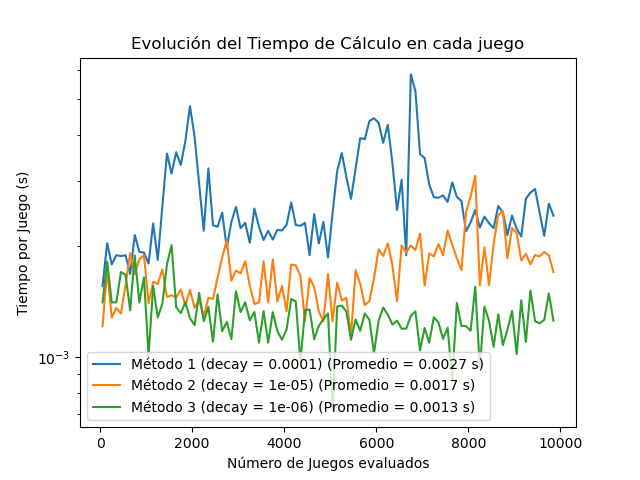 Evolución del Tiempo de Cálculo en cada juego
Tiempo por Juego (s)
10⁻³
Método 1 (decay = 0.0001) (Promedio = 0.0027 s)
Método 2 (decay = 1e-05) (Promedio = 0.0017 s)
Método 3 (decay = 1e-06) (Promedio = 0.0013 s)
0 2000 4000 6000 8000 10000
Número de Juegos evaluados